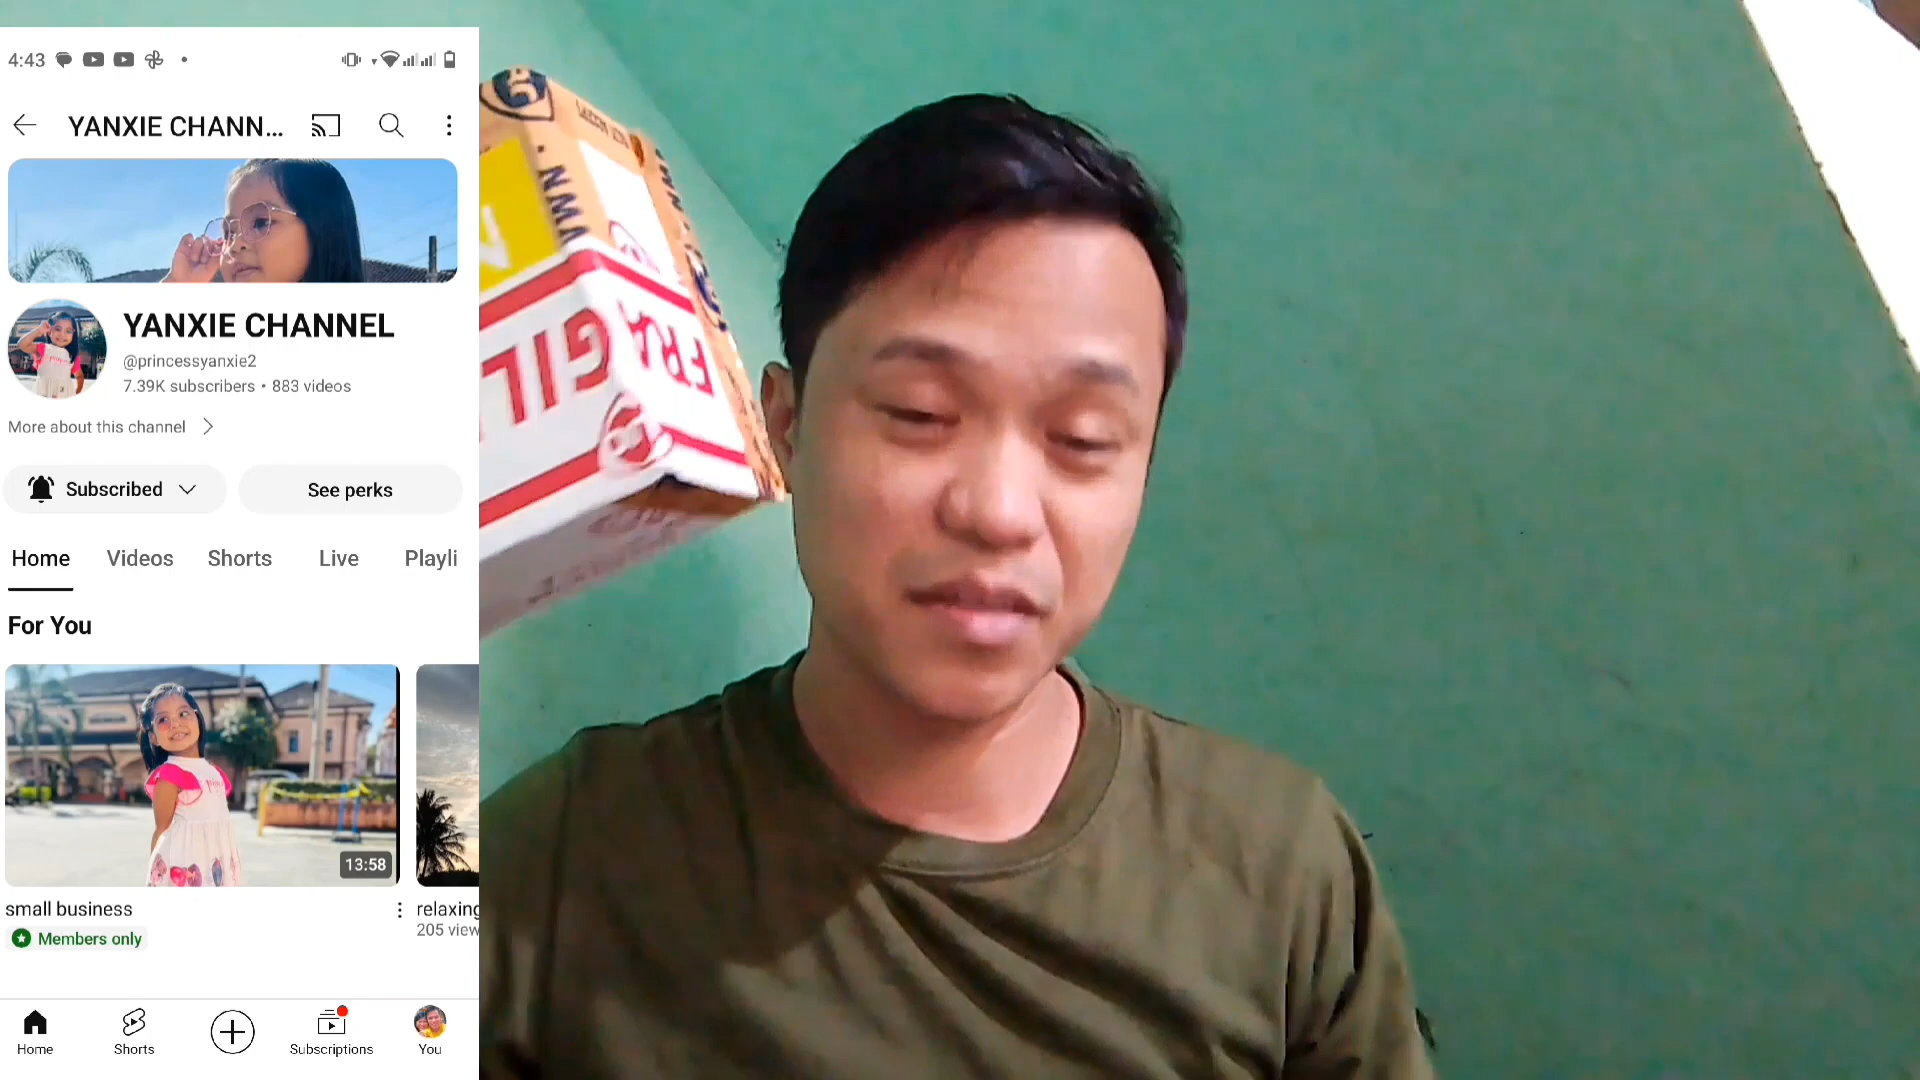 4:43
YANXIE CHANN...
YANXIE CHANNEL
@princessyanxie2
7.39K subscribers • 883 videos
More about this channel
Subscribed
See perks
Home Videos Shorts Live Playli
For You
13:58
small business
relaxing
Members only
205 view
Home Shorts Subscriptions You
FRAGIL